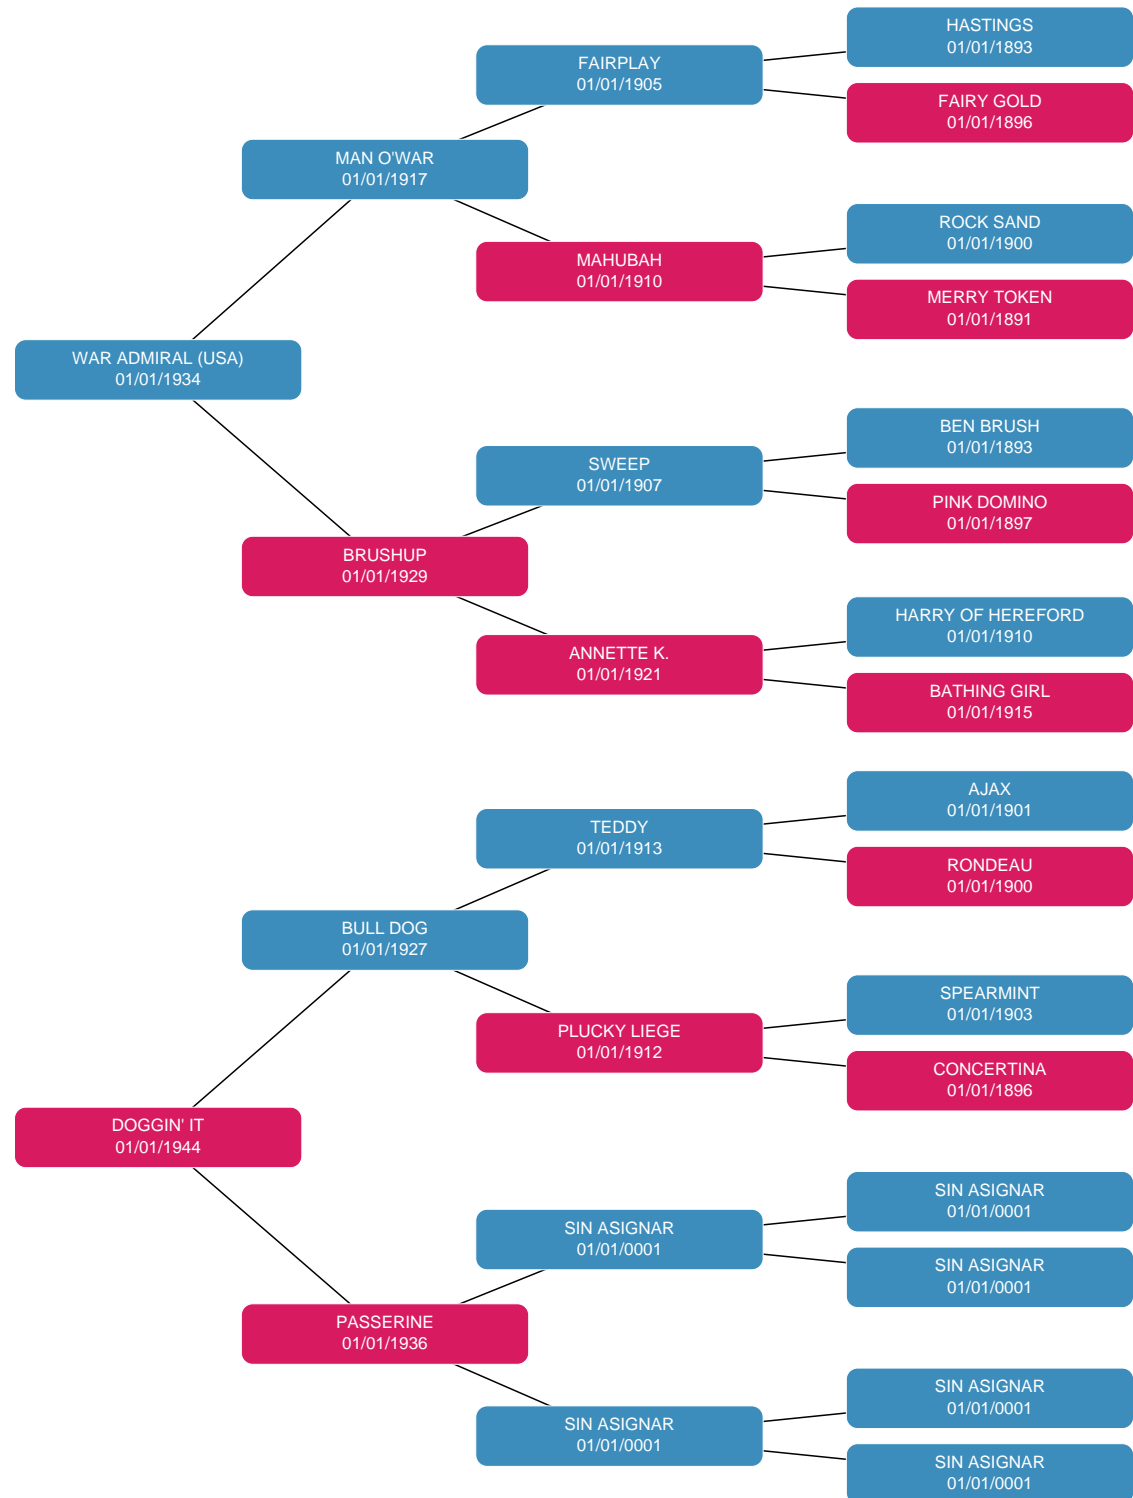 HASTINGS
01/01/1893
FAIRPLAY
01/01/1905
FAIRY GOLD
01/01/1896
MAN O'WAR
01/01/1917
ROCK SAND
01/01/1900
MAHUBAH
01/01/1910
MERRY TOKEN
01/01/1891
WAR ADMIRAL (USA)
01/01/1934
BEN BRUSH
01/01/1893
SWEEP
01/01/1907
PINK DOMINO
01/01/1897
BRUSHUP
01/01/1929
HARRY OF HEREFORD
01/01/1910
ANNETTE K.
01/01/1921
BATHING GIRL
01/01/1915
AJAX
01/01/1901
TEDDY
01/01/1913
RONDEAU
01/01/1900
BULL DOG
01/01/1927
SPEARMINT
01/01/1903
PLUCKY LIEGE
01/01/1912
CONCERTINA
01/01/1896
DOGGIN' IT
01/01/1944
SIN ASIGNAR
01/01/0001
SIN ASIGNAR
01/01/0001
SIN ASIGNAR
01/01/0001
PASSERINE
01/01/1936
SIN ASIGNAR
01/01/0001
SIN ASIGNAR
01/01/0001
SIN ASIGNAR
01/01/0001